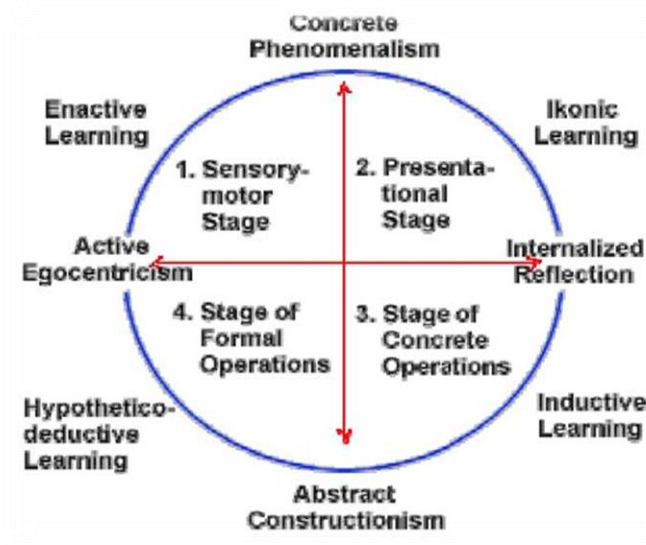 Concrete
Phenomenalism
Enactive
Learning
Ikonic
Learning
1. Sensory-
motor
Stage
2. Presenta-
tional
Stage
Active
Egocentricism
Internalized
Reflection
4. Stage of
Formal
Operations
3. Stage of
Concrete
Operations
Hypothetico-
deductive
Learning
Inductive
Learning
Abstract
Constructionism